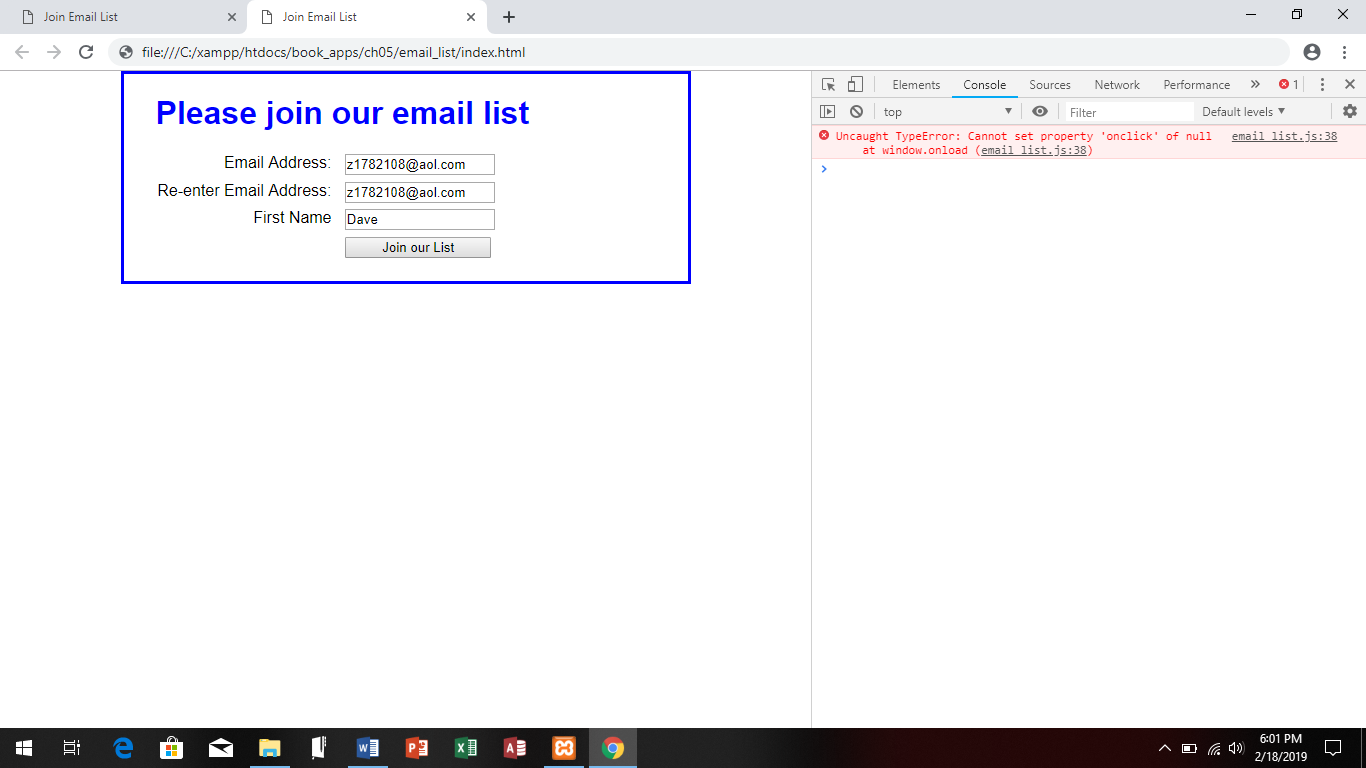 Join Email List
Join Email List
file:///C:/xampp/htdocs/book_apps/ch05/email_list/index.html
Please join our email list
Email Address: z1782108@aol.com
Re-enter Email Address: z1782108@aol.com
First Name Dave
Join our List
Elements Console Sources Network Performance » 1
top Filter Default levels
Uncaught TypeError: Cannot set property 'onclick' of null email_list.js:38
at window.onload (email_list.js:38)
6:01 PM
2/18/2019